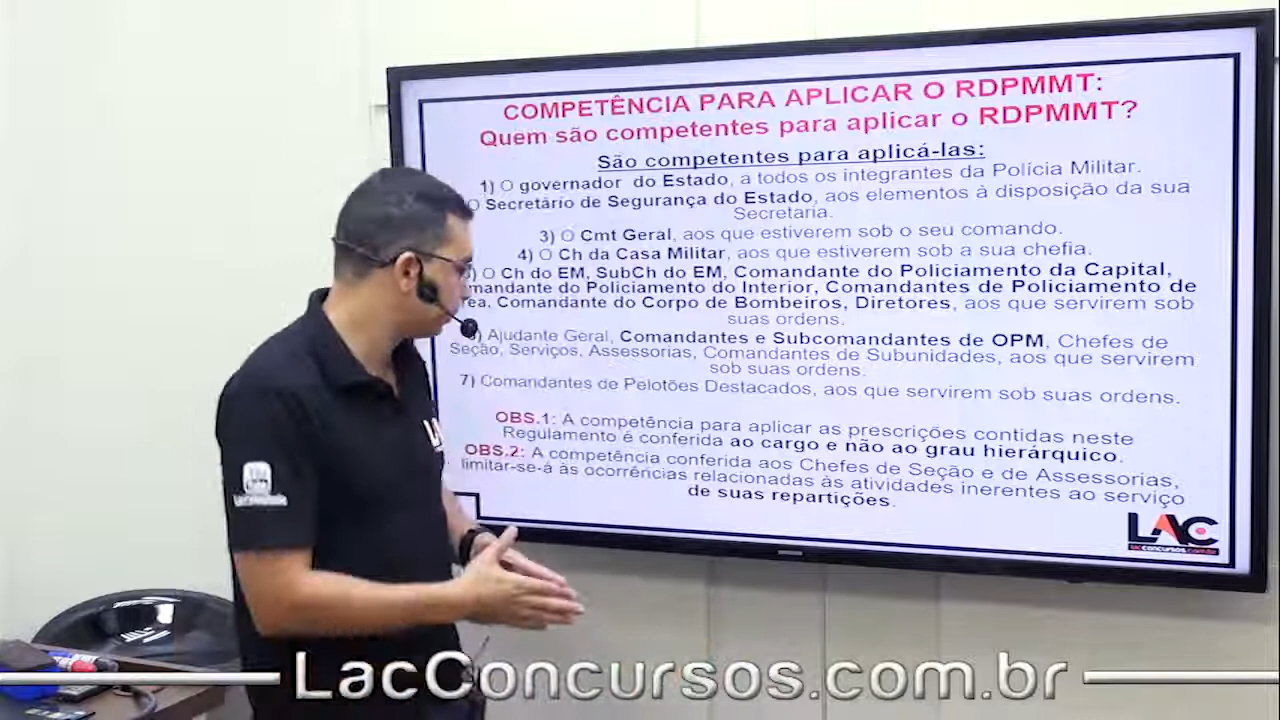 COMPETÊNCIA PARA APLICAR O RDPMMT:
Quem são competentes para aplicar o RDPMMT?
São competentes para aplicá-las:
1) O governador do Estado, a todos os integrantes da Polícia Militar.
O Secretário de Segurança do Estado, aos elementos à disposição da sua
Secretaria.
3) O Cmt Geral, aos que estiverem sob o seu comando.
4) O Ch da Casa Militar, aos que estiverem sob a sua chefia.
) O Ch do EM, SubCh do EM, Comandante do Policiamento da Capital,
mandante do Policiamento do Interior, Comandantes de Policiamento de
ea, Comandante do Corpo de Bombeiros, Diretores, aos que servirem sob
suas ordens.
) Ajudante Geral, Comandantes e Subcomandantes de OPM, Chefes de
Seção, Serviços, Assessorias, Comandantes de Subunidades, aos que servirem
sob suas ordens.
7) Comandantes de Pelotões Destacados, aos que servirem sob suas ordens.
OBS.1: A competência para aplicar as prescrições contidas neste
Regulamento é conferida ao cargo e não ao grau hierárquico.
OBS.2: A competência conferida aos Chefes de Seção e de Assessorias,
limitar-se-á às ocorrências relacionadas às atividades inerentes ao serviço
de suas repartições.
LAC
lacconcursos.com.br
LacConcursos.com.br